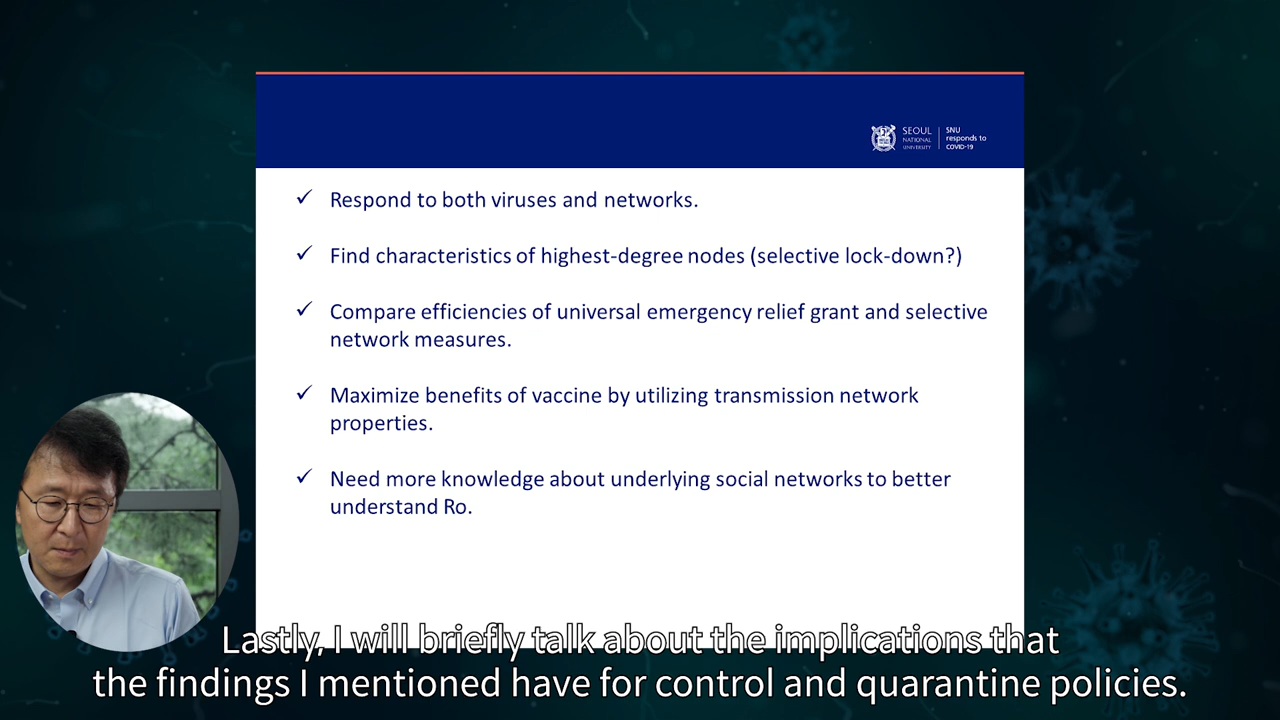 SEOUL
NATIONAL
UNIVERSITY
SNU
responds to
COVID-19
✓ Respond to both viruses and networks.
✓ Find characteristics of highest-degree nodes (selective lock-down?)
✓ Compare efficiencies of universal emergency relief grant and selective
network measures.
✓ Maximize benefits of vaccine by utilizing transmission network
properties.
✓ Need more knowledge about underlying social networks to better
understand Ro.
Lastly, I will briefly talk about the implications that
the findings I mentioned have for control and quarantine policies.